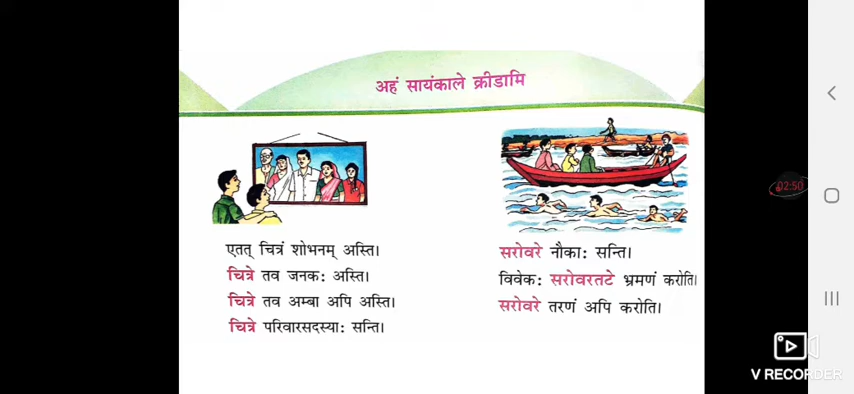 अहं सायंकाले क्रीडामि
एतत् चित्रं शोभनम् अस्ति।
चित्रे तव जनकः अस्ति।
चित्रे तव अम्बा अपि अस्ति।
चित्रे परिवारसदस्याः सन्ति।
सरोवरे नौकाः सन्ति।
विवेकः सरोवरतटे भ्रमणं करोति।
सरोवरे तरणं अपि करोति।
02:50
V RECORDER